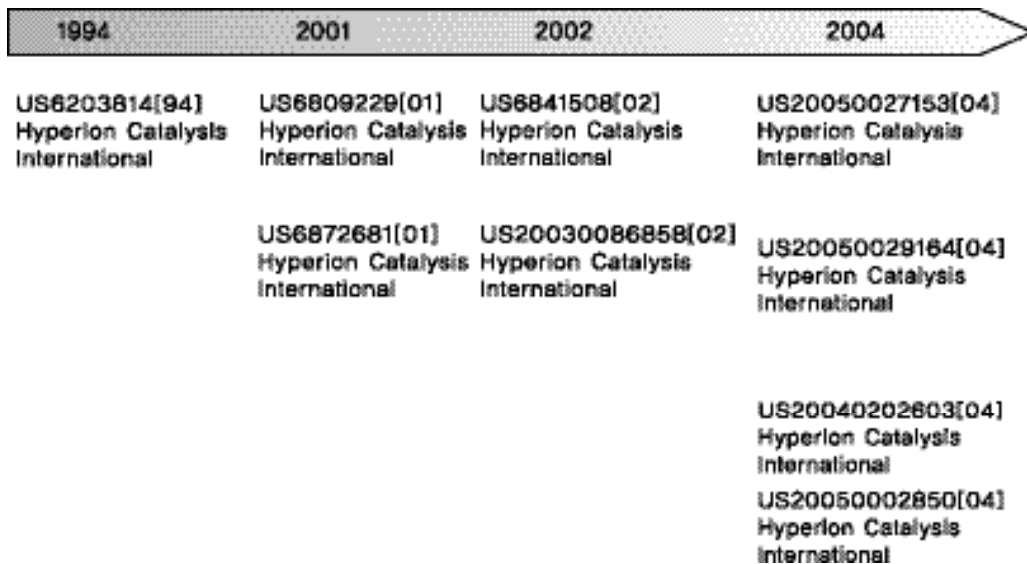 1994 2001 2002 2004
US6203814[94]
Hyperion Catalysis
International
US6809229[01]
Hyperion Catalysis
International
US6841508[02]
Hyperion Catalysis
International
US20050027153[04]
Hyperion Catalysis
International
US6872681[01]
Hyperion Catalysis
International
US20030086858[02]
Hyperion Catalysis
International
US20050029164[04]
Hyperion Catalysis
International
US20040202603[04]
Hyperion Catalysis
International
US20050002850[04]
Hyperion Catalysis
International